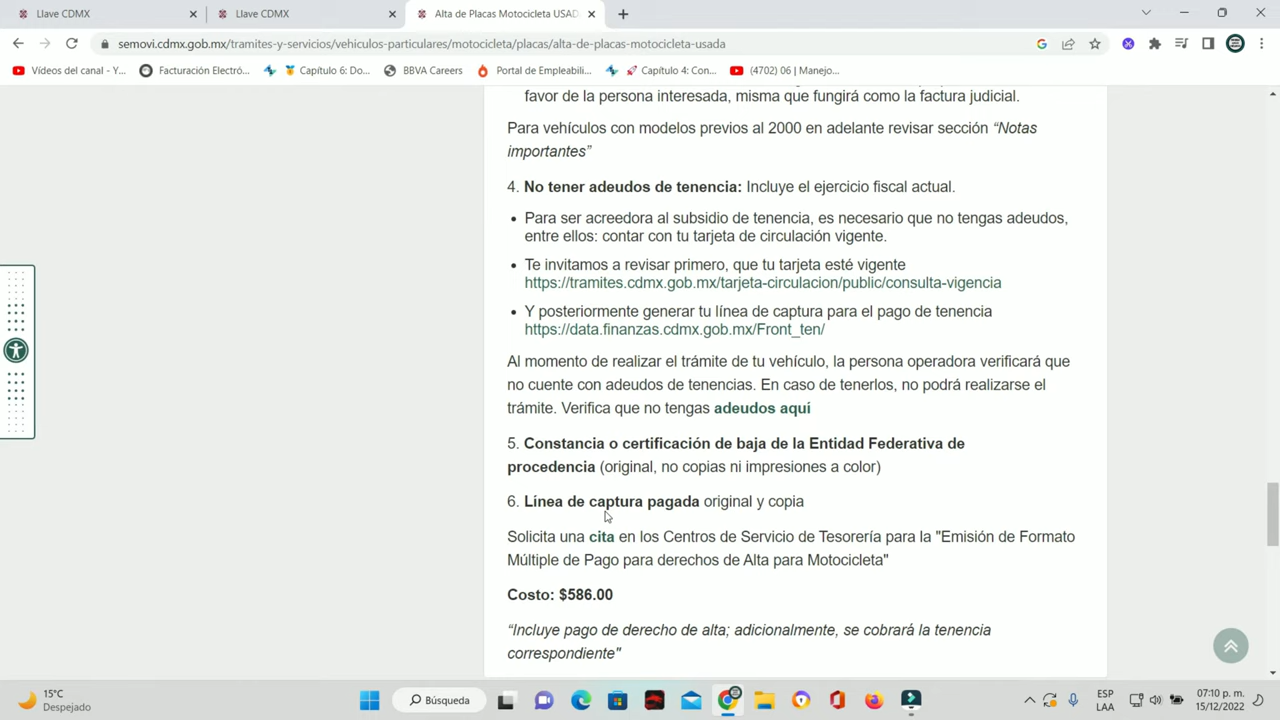 Llave CDMX
Llave CDMX
Alta de Placas Motocicleta USAD
semovi.cdmx.gob.mx/tramites-y-servicios/vehiculos-particulares/motocicleta/placas/alta-de-placas-motocicleta-usada
Vídeos del canal - Y...
Facturación Electró...
Capítulo 6: Do...
BBVA Careers
Portal de Empleabili...
Capítulo 4: Con...
(4702) 06 | Manejo...
favor de la persona interesada, misma que fungirá como la factura judicial.
Para vehículos con modelos previos al 2000 en adelante revisar sección “Notas
importantes”
4. No tener adeudos de tenencia: Incluye el ejercicio fiscal actual.
• Para ser acreedora al subsidio de tenencia, es necesario que no tengas adeudos,
entre ellos: contar con tu tarjeta de circulación vigente.
• Te invitamos a revisar primero, que tu tarjeta esté vigente
https://tramites.cdmx.gob.mx/tarjeta-circulacion/public/consulta-vigencia
• Y posteriormente generar tu línea de captura para el pago de tenencia
https://data.finanzas.cdmx.gob.mx/Front_ten/
Al momento de realizar el trámite de tu vehículo, la persona operadora verificará que
no cuente con adeudos de tenencias. En caso de tenerlos, no podrá realizarse el
trámite. Verifica que no tengas adeudos aquí
5. Constancia o certificación de baja de la Entidad Federativa de
procedencia (original, no copias ni impresiones a color)
6. Línea de captura pagada original y copia
Solicita una cita en los Centros de Servicio de Tesorería para la "Emisión de Formato
Múltiple de Pago para derechos de Alta para Motocicleta"
Costo: $586.00
“Incluye pago de derecho de alta; adicionalmente, se cobrará la tenencia
correspondiente"
15°C
Despejado
Búsqueda
ESP
LAA
07:10 p. m.
15/12/2022